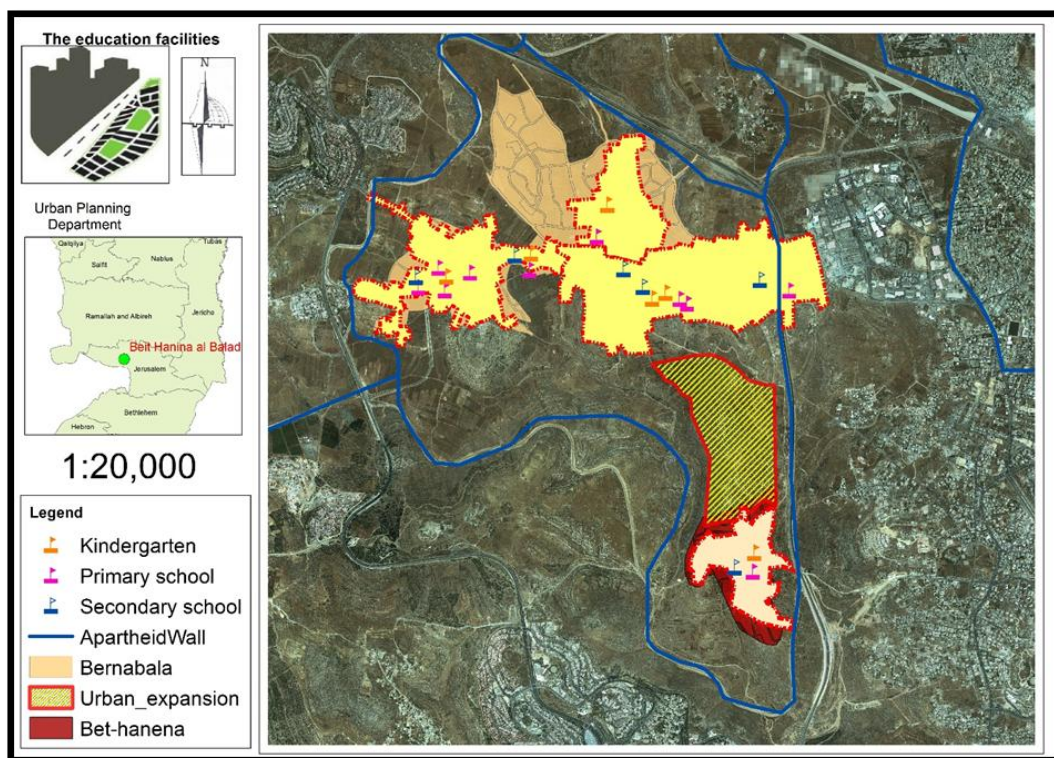 The education facilities
N
Urban Planning
Department
Qalqilya
Tubas
Salfit
Nablus
Ramallah and Albireh
Jericho
Beit Hanina al Balad
Jerusalem
Bethlehem
Hebron
1:20,000
Legend
Kindergarten
Primary school
Secondary school
ApartheidWall
Bernabala
Urban_expansion
Bet-hanena